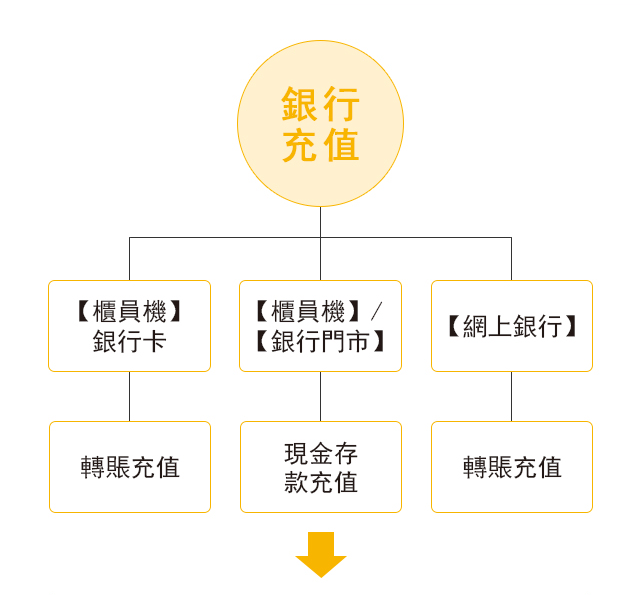 銀行
充值
【櫃員機】
銀行卡
【櫃員機】/
【銀行門市】
【網上銀行】
轉賬充值
現金存
款充值
轉賬充值